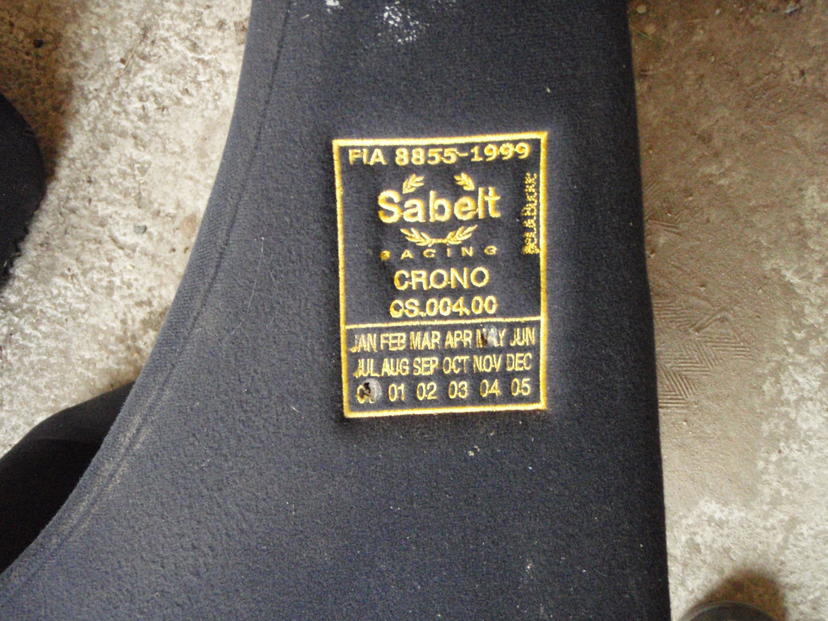 FIA 8855-1999
Sabelt
RACING
CRONO
CS.004.00
JAN FEB MAR APR MAY JUN
JUL AUG SEP OCT NOV DEC
01 02 03 04 05